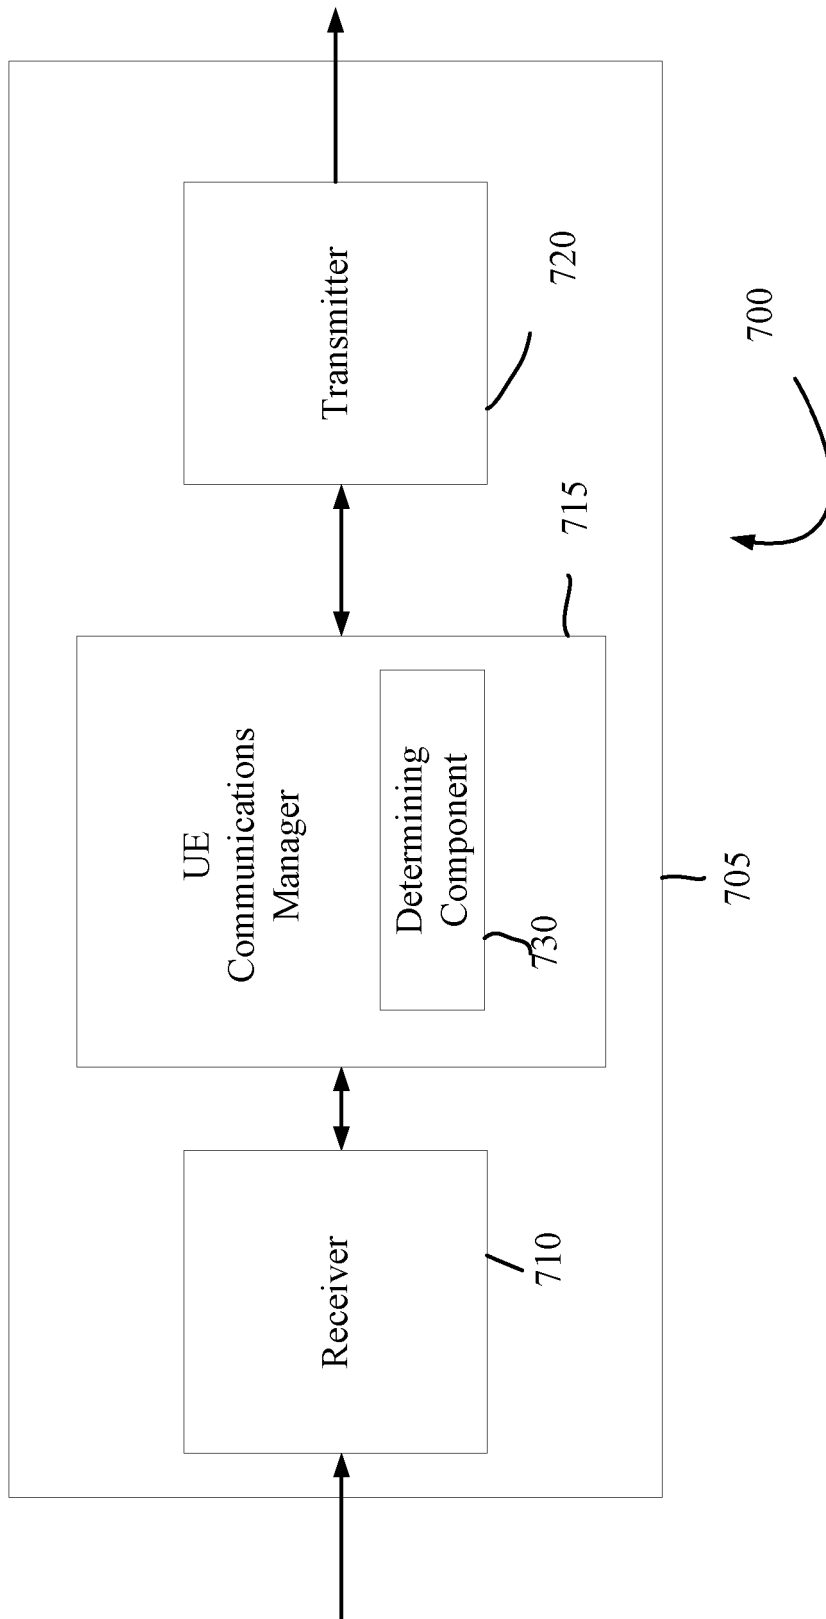 Receiver
710
UE
Communications
Manager
Determining
Component
730
715
Transmitter
720
705
700